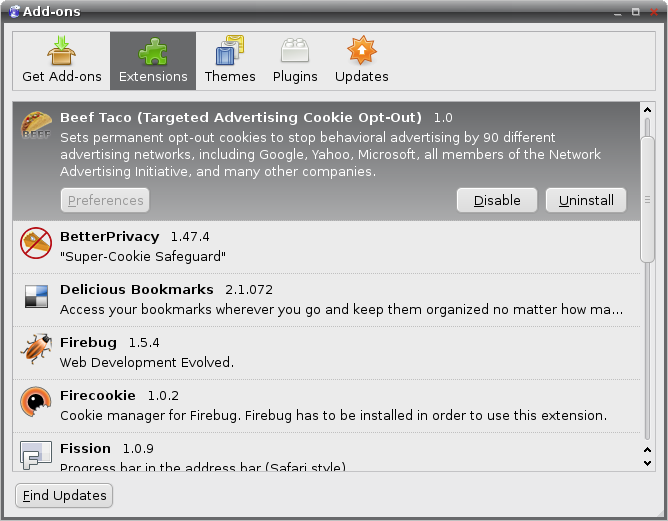 Add-ons
Get Add-ons Extensions Themes Plugins Updates
Beef Taco (Targeted Advertising Cookie Opt-Out) 1.0
Sets permanent opt-out cookies to stop behavioral advertising by 90 different
advertising networks, including Google, Yahoo, Microsoft, all members of the Network
Advertising Initiative, and many other companies.
Preferences Disable Uninstall
BEEF
BetterPrivacy 1.47.4
"Super-Cookie Safeguard"
Delicious Bookmarks 2.1.072
Access your bookmarks wherever you go and keep them organized no matter how ma...
Firebug 1.5.4
Web Development Evolved.
Firecookie 1.0.2
Cookie manager for Firebug. Firebug has to be installed in order to use this extension.
Fission 1.0.9
Progress bar in the address bar (Safari style)
Find Updates